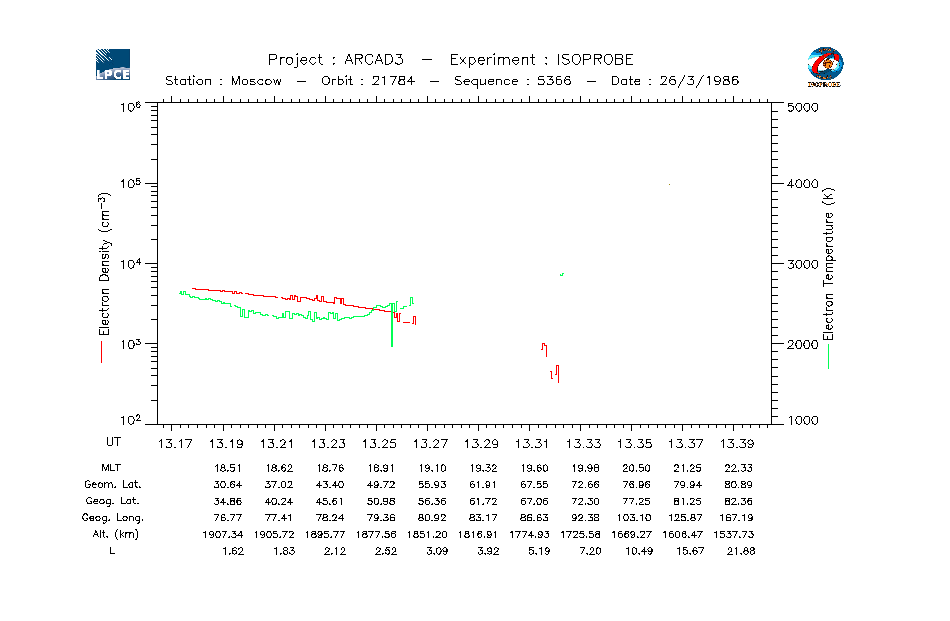 LPCE
Project : ARCAD3 — Experiment : ISOPROBE
Station : Moscow — Orbit : 21784 — Sequence : 5366 — Date : 26/3/1986
ISOPROBE
10⁶ 5000
10⁵ 4000
10⁴ 3000
10³ 2000
10² 1000
Electron Density (cm⁻³)
Electron Temperature (K)
UT 13.17 13.19 13.21 13.23 13.25 13.27 13.29 13.31 13.33 13.35 13.37 13.39
MLT 18.51 18.62 18.76 18.91 19.10 19.32 19.60 19.98 20.50 21.25 22.33
Geom. Lat. 30.64 37.02 43.40 49.72 55.93 61.91 67.55 72.66 76.96 79.94 80.89
Geog. Lat. 34.86 40.24 45.61 50.98 56.36 61.72 67.06 72.30 77.25 81.25 82.36
Geog. Long. 76.77 77.41 78.24 79.36 80.92 83.17 86.63 92.38 103.10 125.87 167.19
Alt. (km) 1907.34 1905.72 1895.77 1877.56 1851.20 1816.91 1774.93 1725.58 1669.27 1606.47 1537.73
L 1.62 1.83 2.12 2.52 3.09 3.92 5.19 7.20 10.49 15.67 21.88